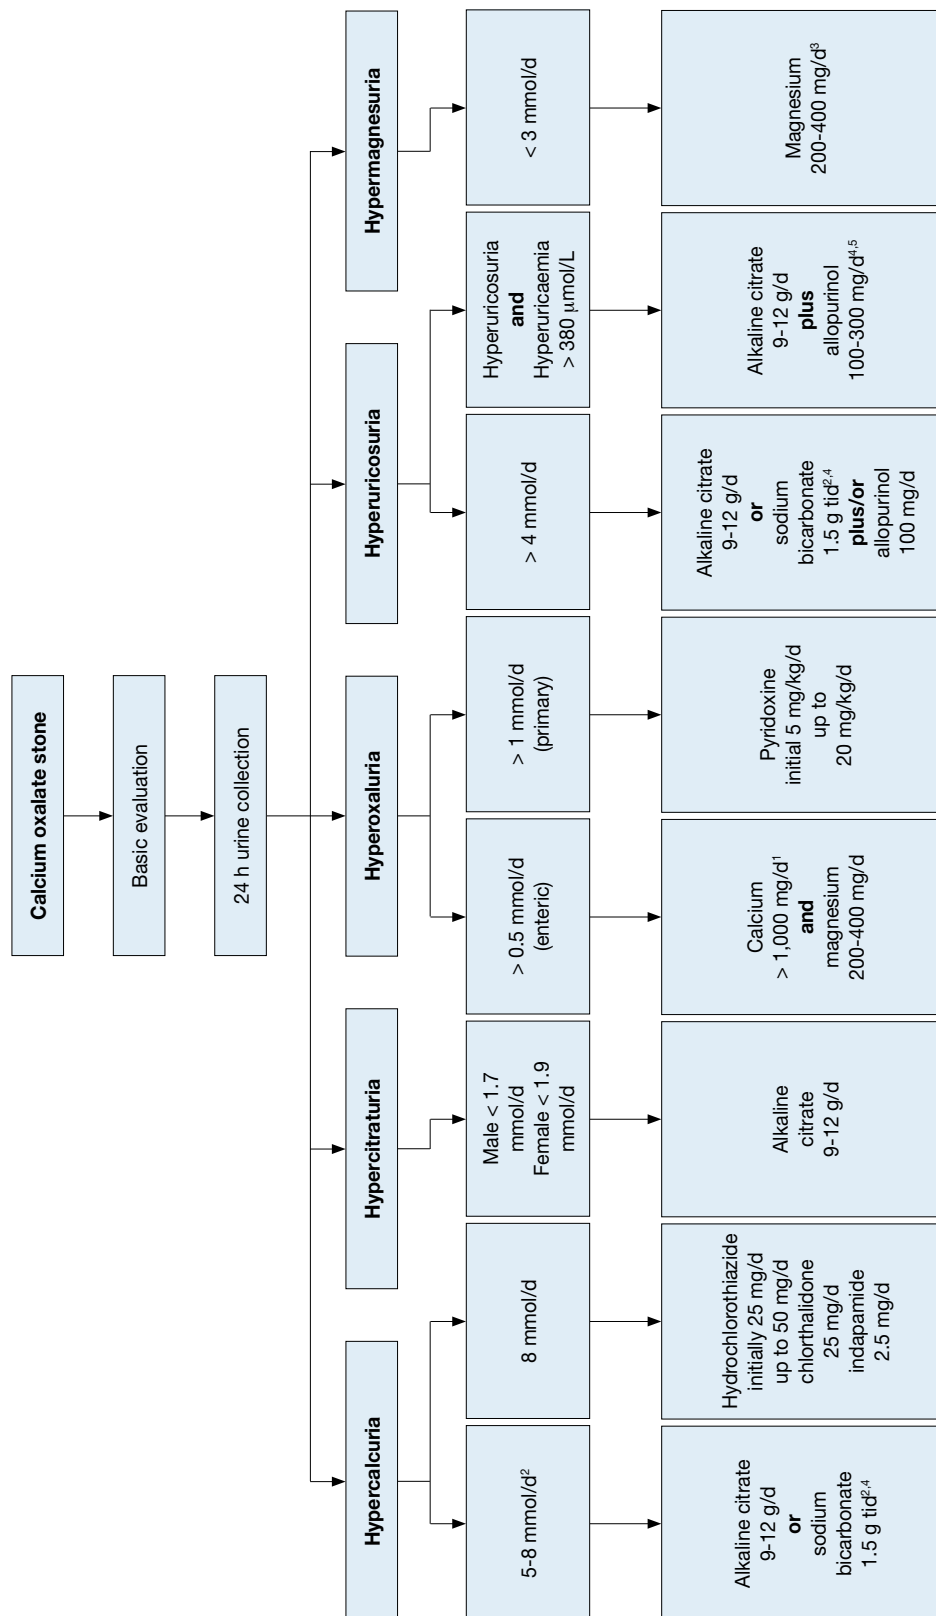 Calcium oxalate stone
Basic evaluation
24 h urine collection
Hypercalcuria
Hypercitraturia
Hyperoxaluria
Hyperuricosuria
Hypermagnesuria
5-8 mmol/d²
8 mmol/d
Male < 1.7
mmol/d
Female < 1.9
mmol/d
> 0.5 mmol/d
(enteric)
> 1 mmol/d
(primary)
> 4 mmol/d
Hyperuricosuria
and
Hyperuricaemia
> 380 μmol/L
< 3 mmol/d
Alkaline citrate
9-12 g/d
or
sodium
bicarbonate
1.5 g tid²,⁴
Hydrochlorothiazide
initially 25 mg/d
up to 50 mg/d
chlorthalidone
25 mg/d
indapamide
2.5 mg/d
Alkaline
citrate
9-12 g/d
Calcium
> 1,000 mg/d¹
and
magnesium
200-400 mg/d
Pyridoxine
initial 5 mg/kg/d
up to
20 mg/kg/d
Alkaline citrate
9-12 g/d
or
sodium
bicarbonate
1.5 g tid²,⁴
plus/or
allopurinol
100 mg/d
Alkaline citrate
9-12 g/d
plus
allopurinol
100-300 mg/d⁴,⁵
Magnesium
200-400 mg/d³